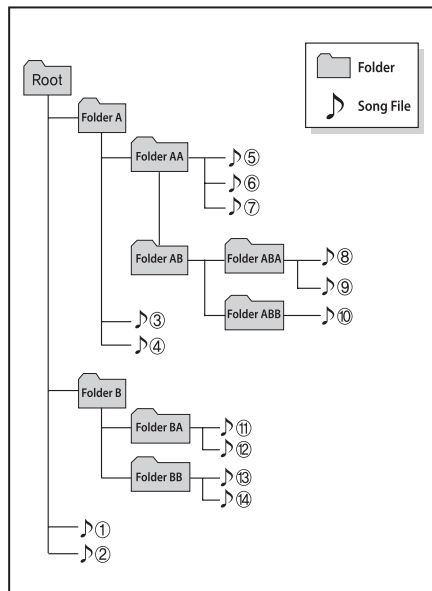 Root
Folder
Song File
Folder A
Folder AA
⑤
⑥
⑦
Folder AB
Folder ABA
⑧
⑨
Folder ABB
⑩
③
④
Folder B
Folder BA
⑪
⑫
Folder BB
⑬
⑭
①
②